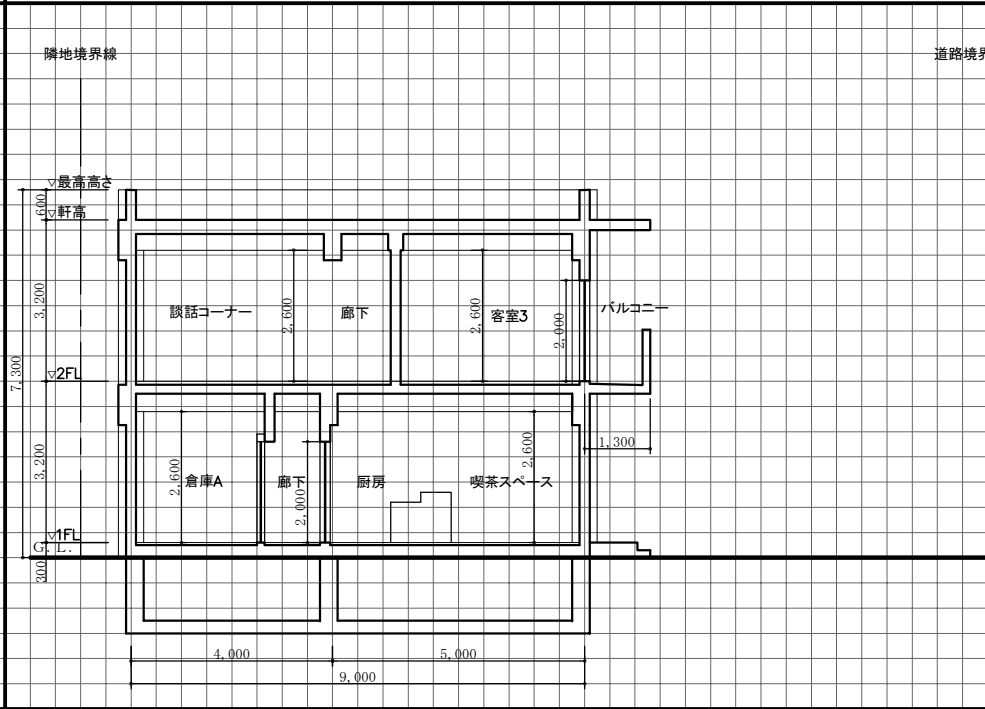 隣地境界線
道路境界
▽最高高さ
600
▽軒高
3,200
談話コーナー
2,600
廊下
2,600
客室3
2,000
バルコニー
7,300
▽2FL
1,300
3,200
2,600
倉庫A
廊下
2,000
厨房
喫茶スペース
2,600
▽1FL
G.L.
300
4,000
5,000
9,000